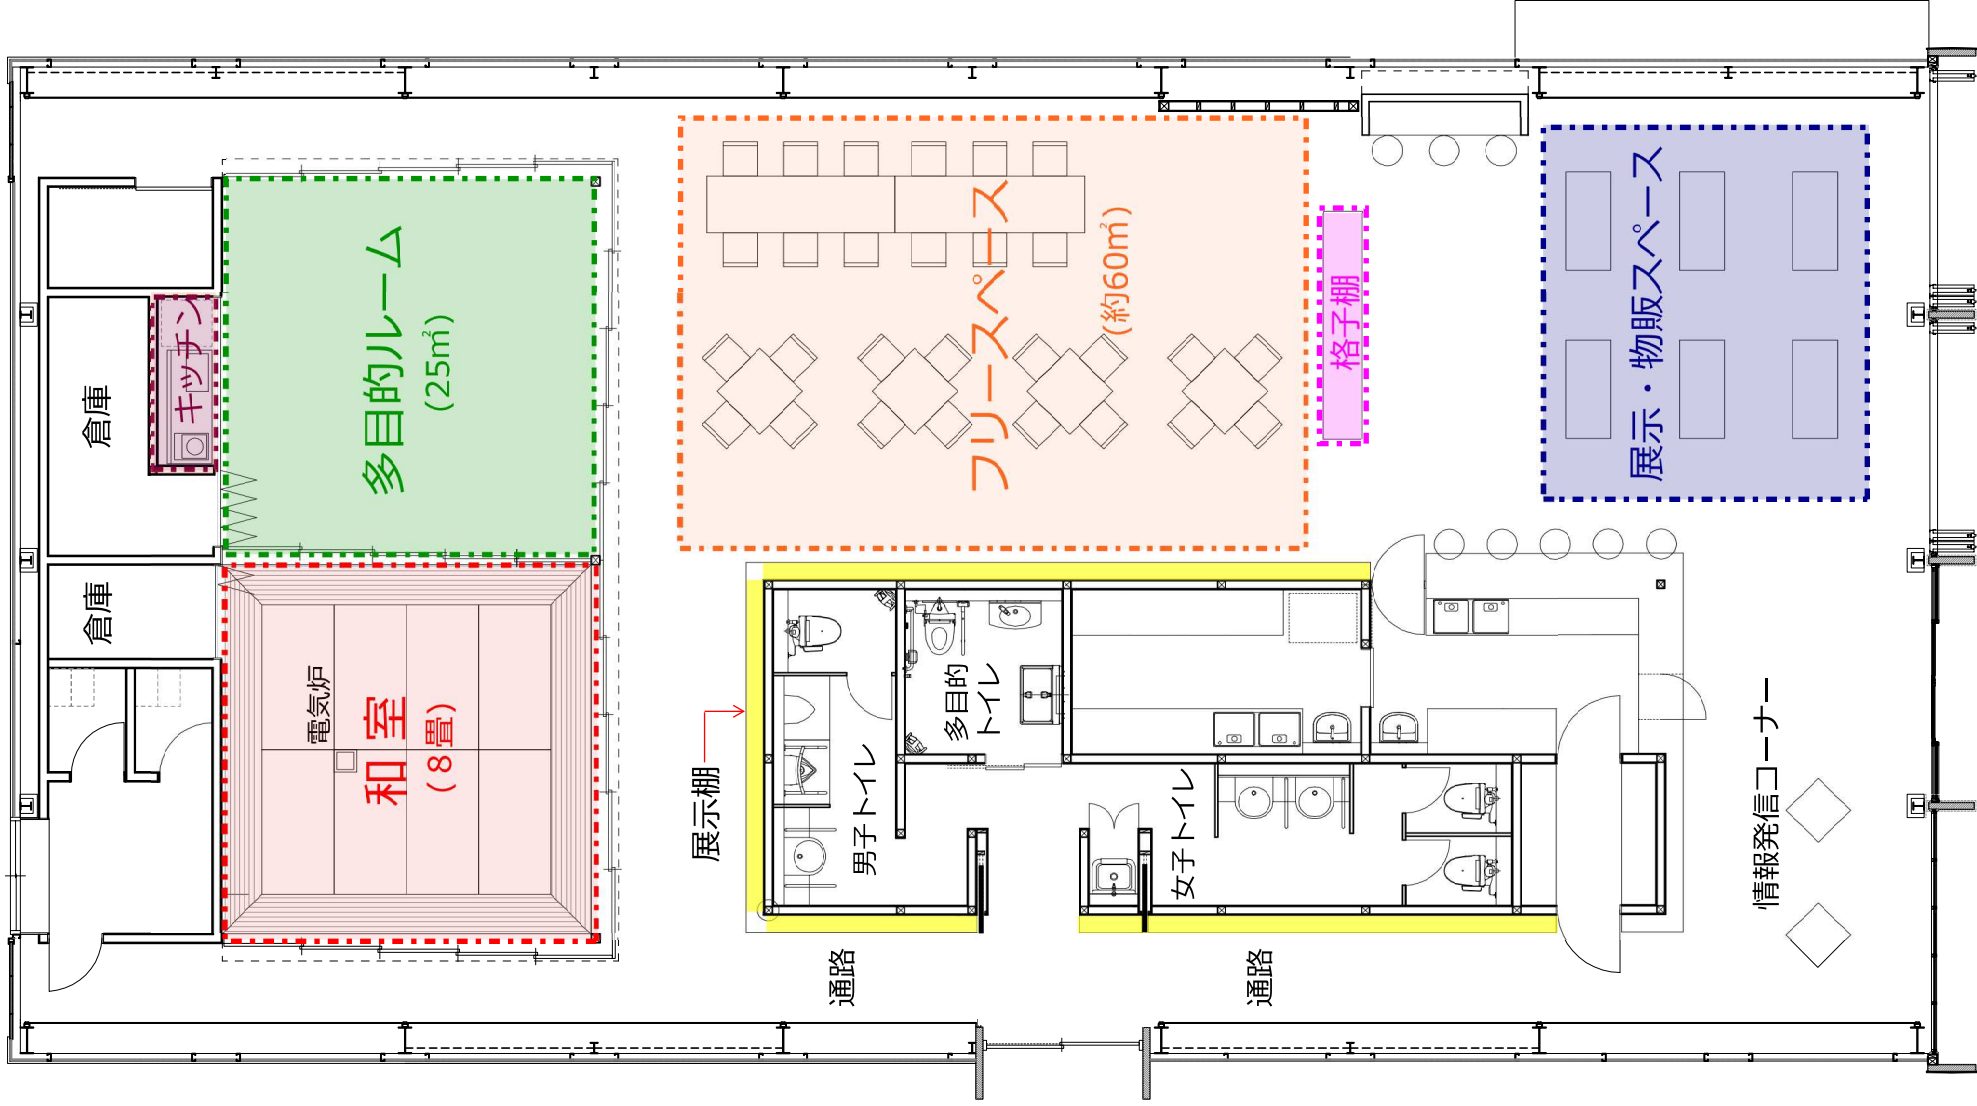 倉庫
キッチン
多目的ルーム
(25㎡)
倉庫
電気炉
和 室
(8畳)
フリースペース
(約60㎡)
格子棚
展示・物販スペース
展示棚
男子トイレ
多目的
トイレ
女子トイレ
情報発信コーナー
通路
通路